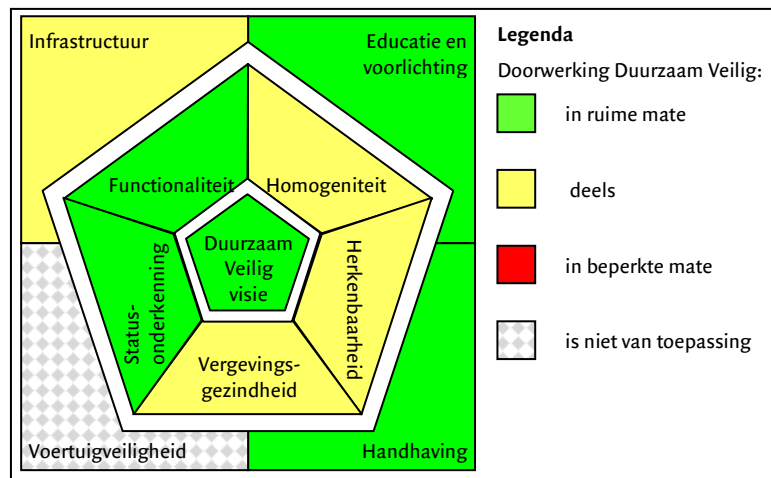 Infrastructuur
Educatie en
voorlichting
Functionaliteit
Homogeniteit
Duurzaam
Veilig
visie
Status-
onderkenning
Herkenbaarheid
Vergevings-
gezindheid
Voertuigveiligheid
Handhaving
Legenda
Doorwerking Duurzaam Veilig:
in ruime mate
deels
in beperkte mate
is niet van toepassing